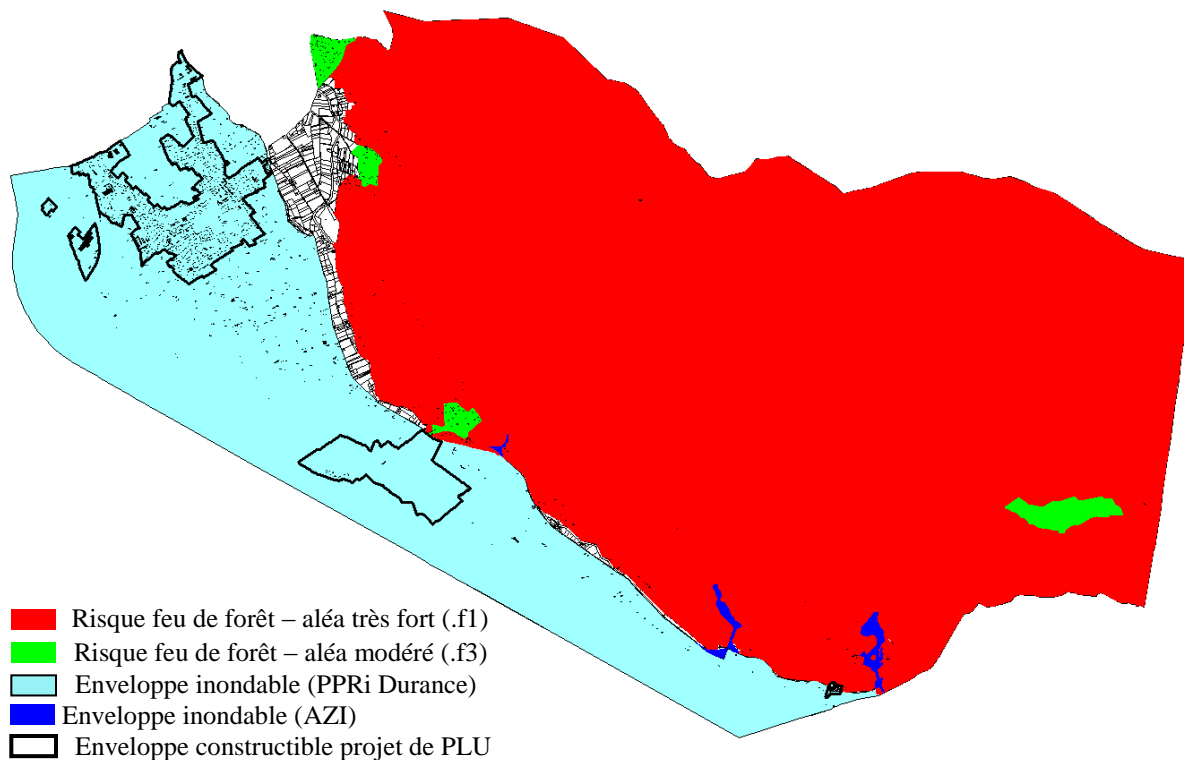 Risque feu de forêt – aléa très fort (.f1)
Risque feu de forêt – aléa modéré (.f3)
Enveloppe inondable (PPRi Durance)
Enveloppe inondable (AZI)
Enveloppe constructible projet de PLU